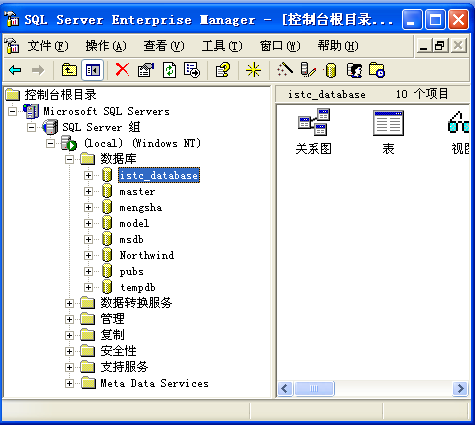 SQL Server Enterprise Manager - [控制台根目录...
文件(F) 操作(A) 查看(V) 工具(T) 窗口(W) 帮助(H)
控制台根目录
Microsoft SQL Servers
SQL Server 组
(Local) (Windows NT)
数据库
istc_database
master
mengsha
model
msdb
Northwind
pubs
tempdb
数据转换服务
管理
复制
安全性
支持服务
Meta Data Services
istc_database 10 个项目
关系图 表 视图